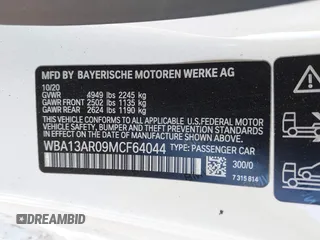 MFD BY BAYERISCHE MOTOREN WERKE AG
10/20
GVWR 4949 lbs 2245 kg
GAWR FRONT 2502 lbs 1135 kg
GAWR REAR 2624 lbs 1190 kg
THIS VEHICLE CONFORMS TO ALL APPLICABLE
FEDERAL MOTOR VEHICLE SAFETY, BUMPER,
AND THEFT PREVENTION STANDARDS IN EFFECT
ON THE DATE OF MANUFACTURE SHOWN ABOVE.
WBA13AR09MCF64044 TYPE: PASSENGER CAR
300/0
7 315 814
DEALER
AUCTION.COM